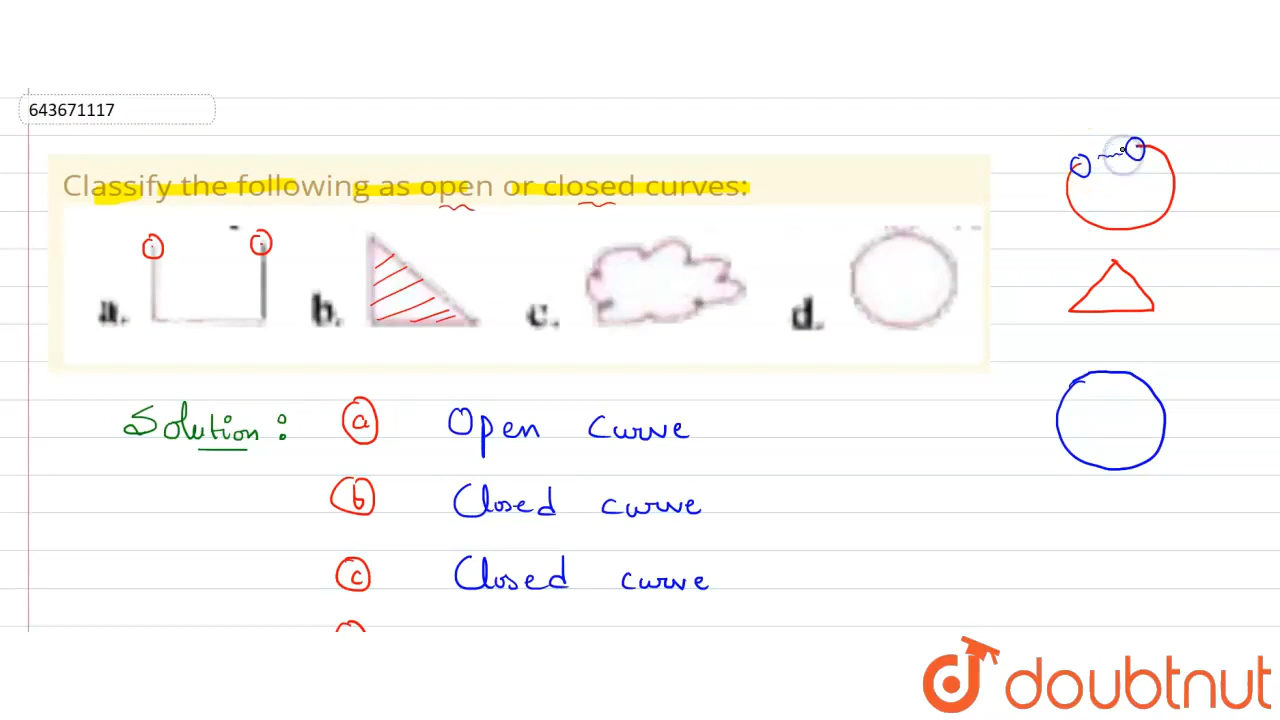 643671117
Classify the following as open or closed curves:
a. b. c. d.
Solution: a Open curve
b Closed curve
c Closed curve
doubtnut